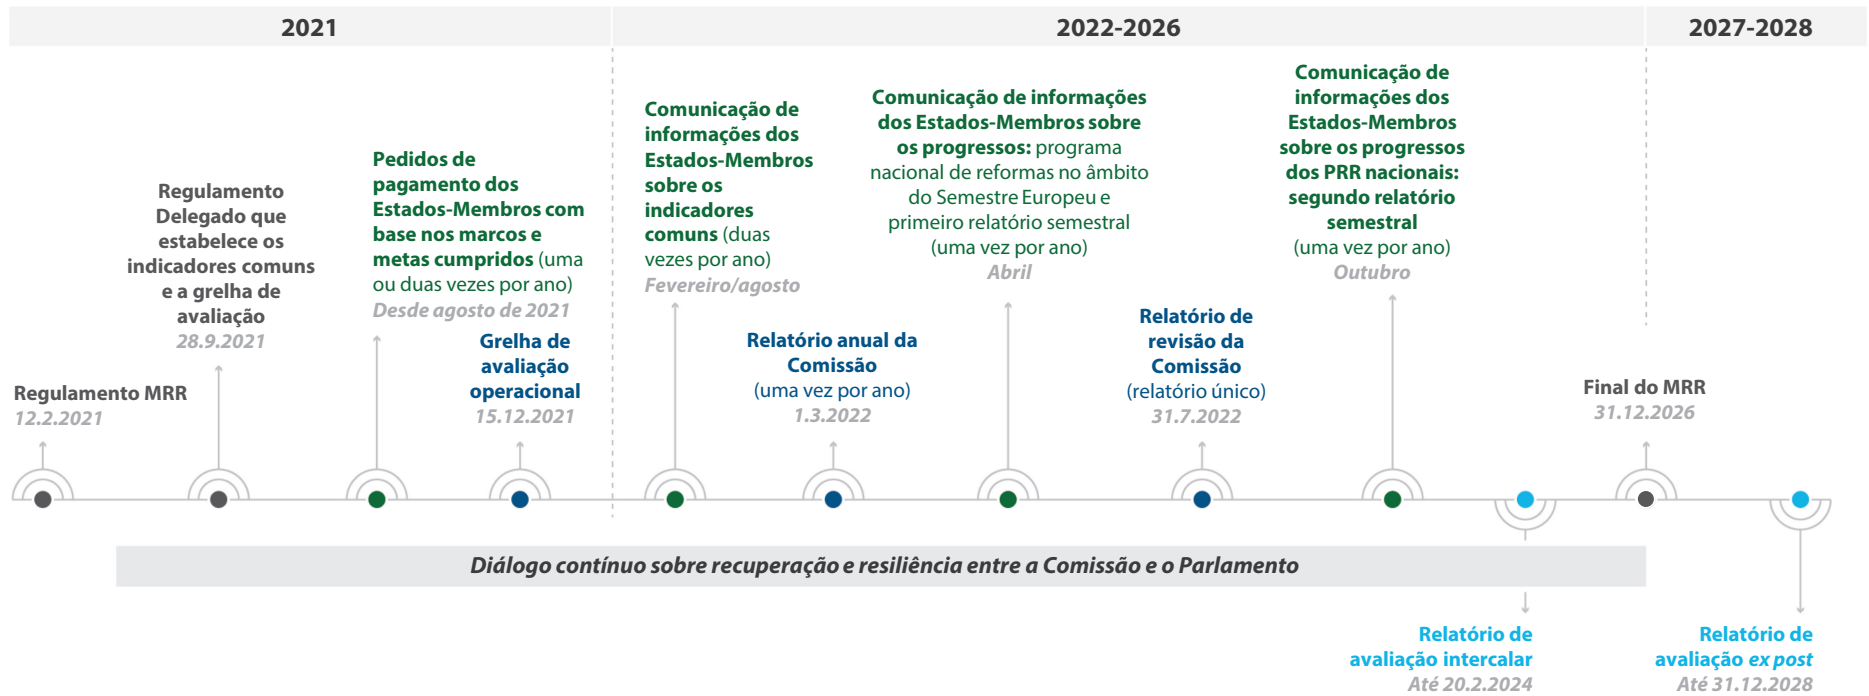 2021
2022-2026
2027-2028
Regulamento MRR
12.2.2021
Regulamento
Delegado que
estabelece os
indicadores comuns
e a grelha de
avaliação
28.9.2021
Pedidos de
pagamento dos
Estados-Membros com
base nos marcos e
metas cumpridos (uma
ou duas vezes por ano)
Desde agosto de 2021
Grelha de
avaliação
operacional
15.12.2021
Comunicação de
informações dos
Estados-Membros
sobre os
indicadores
comuns (duas
vezes por ano)
Fevereiro/agosto
Relatório anual da
Comissão
(uma vez por ano)
1.3.2022
Comunicação de informações
dos Estados-Membros sobre
os progressos: programa
nacional de reformas no âmbito
do Semestre Europeu e
primeiro relatório semestral
(uma vez por ano)
Abril
Relatório de
revisão da
Comissão
(relatório único)
31.7.2022
Comunicação de
informações dos
Estados-Membros
sobre os progressos
dos PRR nacionais:
segundo relatório
semestral
(uma vez por ano)
Outubro
Final do MRR
31.12.2026
Diálogo contínuo sobre recuperação e resiliência entre a Comissão e o Parlamento
Relatório de
avaliação intercalar
Até 20.2.2024
Relatório de
avaliação ex post
Até 31.12.2028